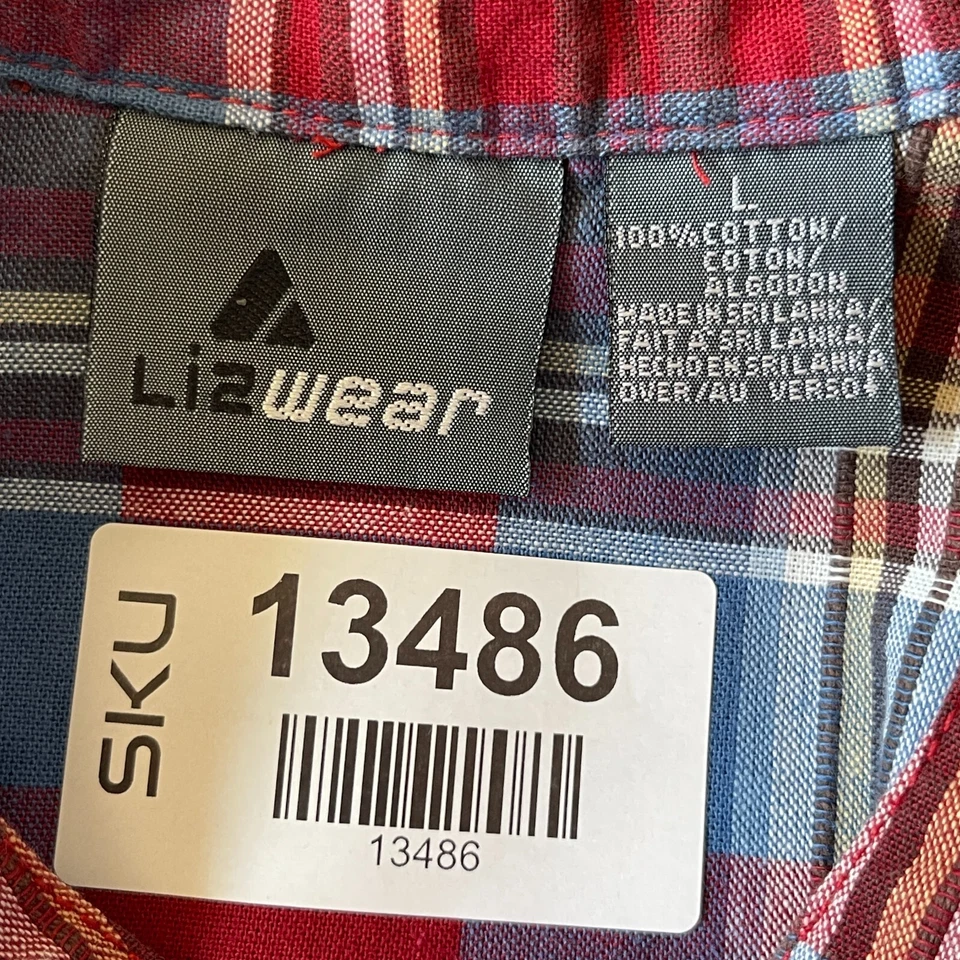 Lizwear
L
100% COTTON/
COTON/
ALGODON
MADE IN SRI LANKA/
FAIT A SRI LANKA/
HECHO EN SRI LANKA
OVER/AU VERSO
SKU
13486
13486